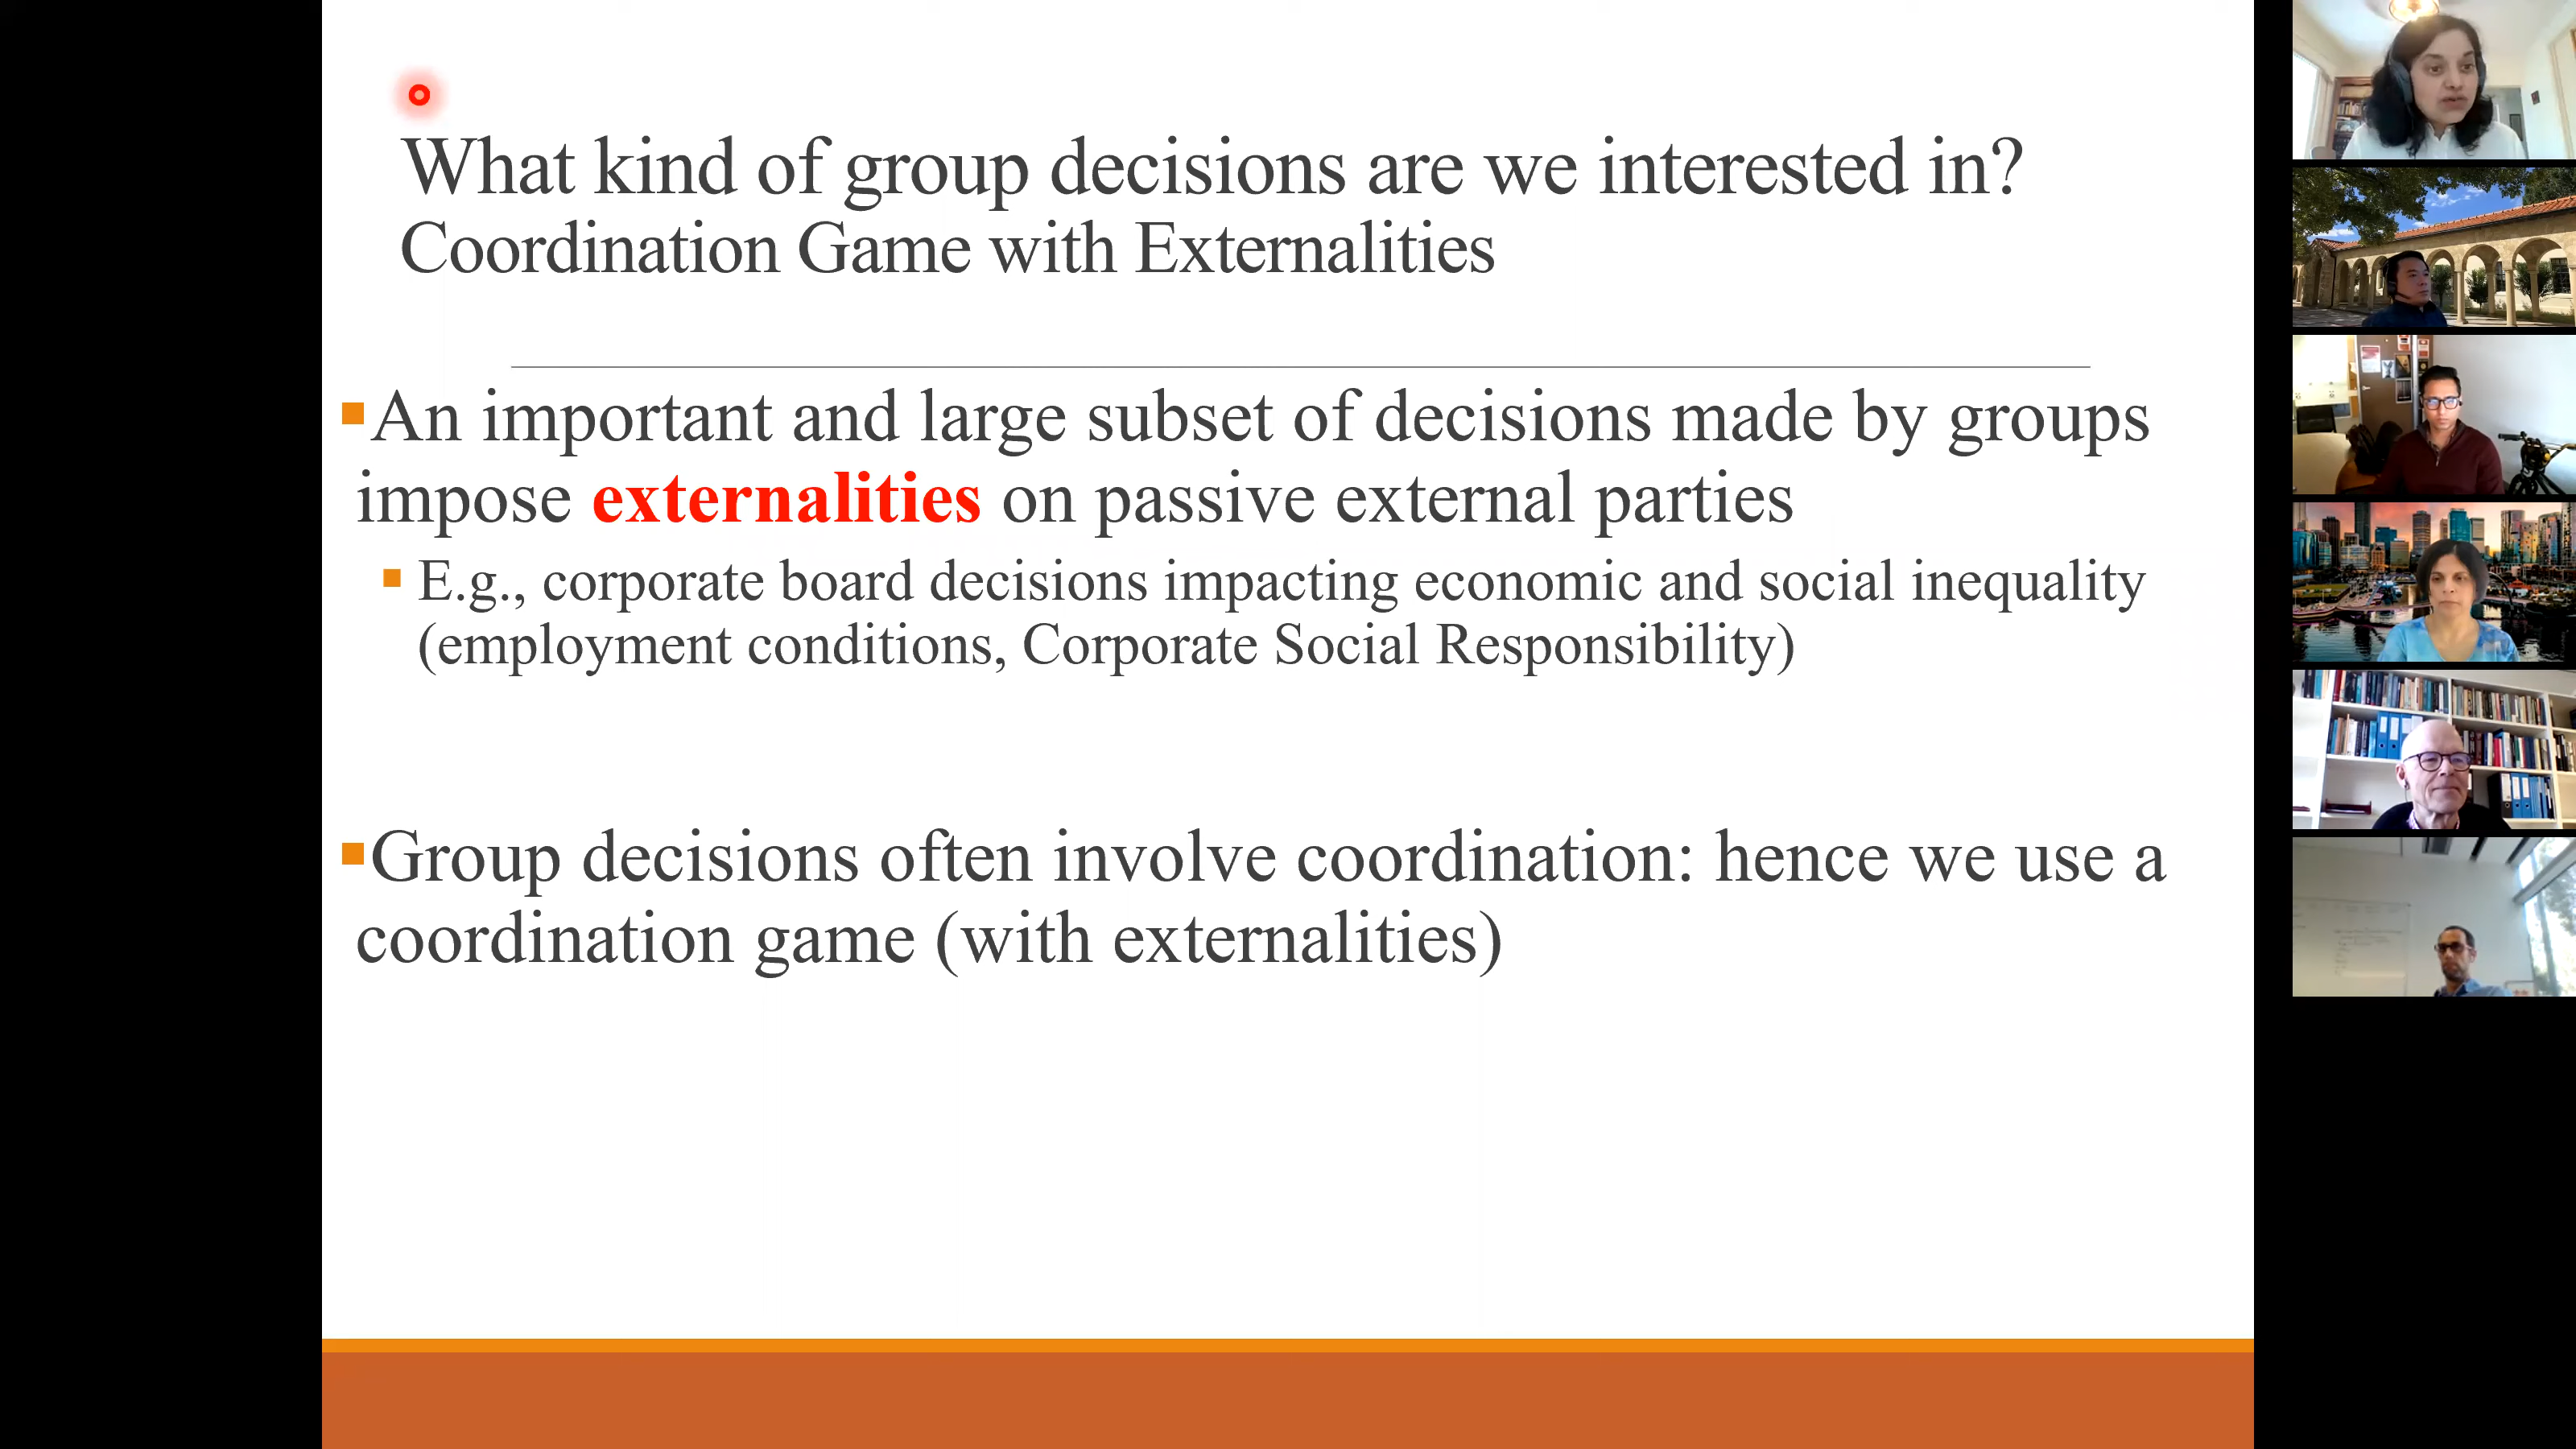 What kind of group decisions are we interested in?
Coordination Game with Externalities
An important and large subset of decisions made by groups
impose externalities on passive external parties
E.g., corporate board decisions impacting economic and social inequality
(employment conditions, Corporate Social Responsibility)
Group decisions often involve coordination: hence we use a
coordination game (with externalities)